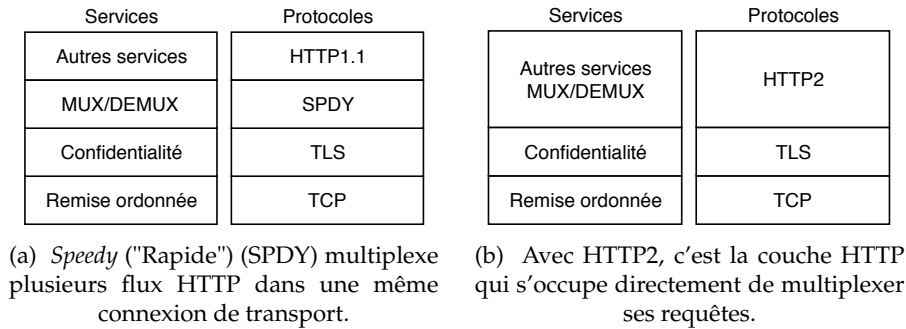 Services Protocoles
Autres services HTTP1.1
MUX/DEMUX SPDY
Confidentialité TLS
Remise ordonnée TCP
(a) Speedy ("Rapide") (SPDY) multiplexe
plusieurs flux HTTP dans une même
connexion de transport.
Services Protocoles
Autres services
MUX/DEMUX
HTTP2
Confidentialité TLS
Remise ordonnée TCP
(b) Avec HTTP2, c'est la couche HTTP
qui s'occupe directement de multiplexer
ses requêtes.